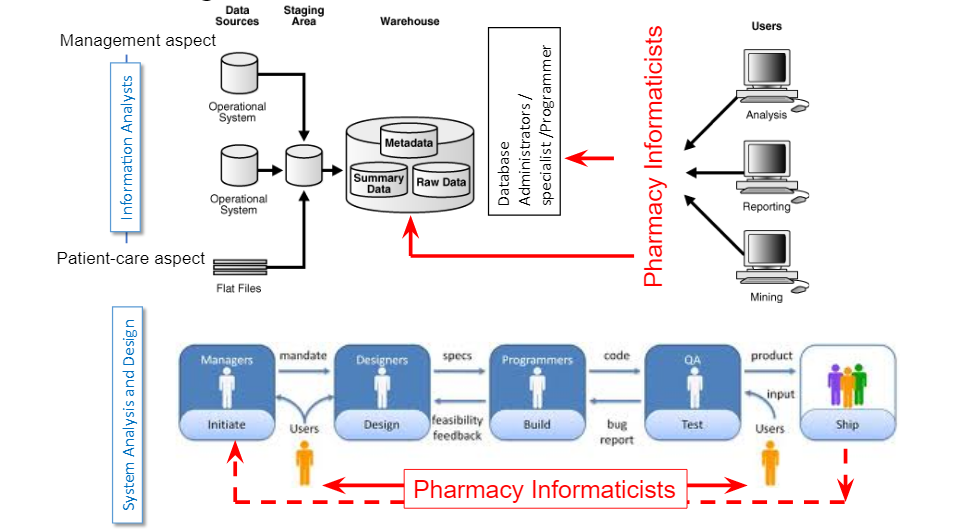 Data
Sources
Staging
Area
Warehouse
Users
Management aspect
Information Analysts
Patient-care aspect
Operational
System
Operational
System
Flat Files
Metadata
Summary
Data
Raw Data
Database
Administrators /
specialist /Programmer
Pharmacy Informaticists
Analysis
Reporting
Mining
System Analysis and Design
Managers
Initiate
mandate
Users
Designers
Design
specs
feasibility
feedback
Programmers
Build
code
bug
report
QA
Test
product
input
Users
Ship
Pharmacy Informaticists